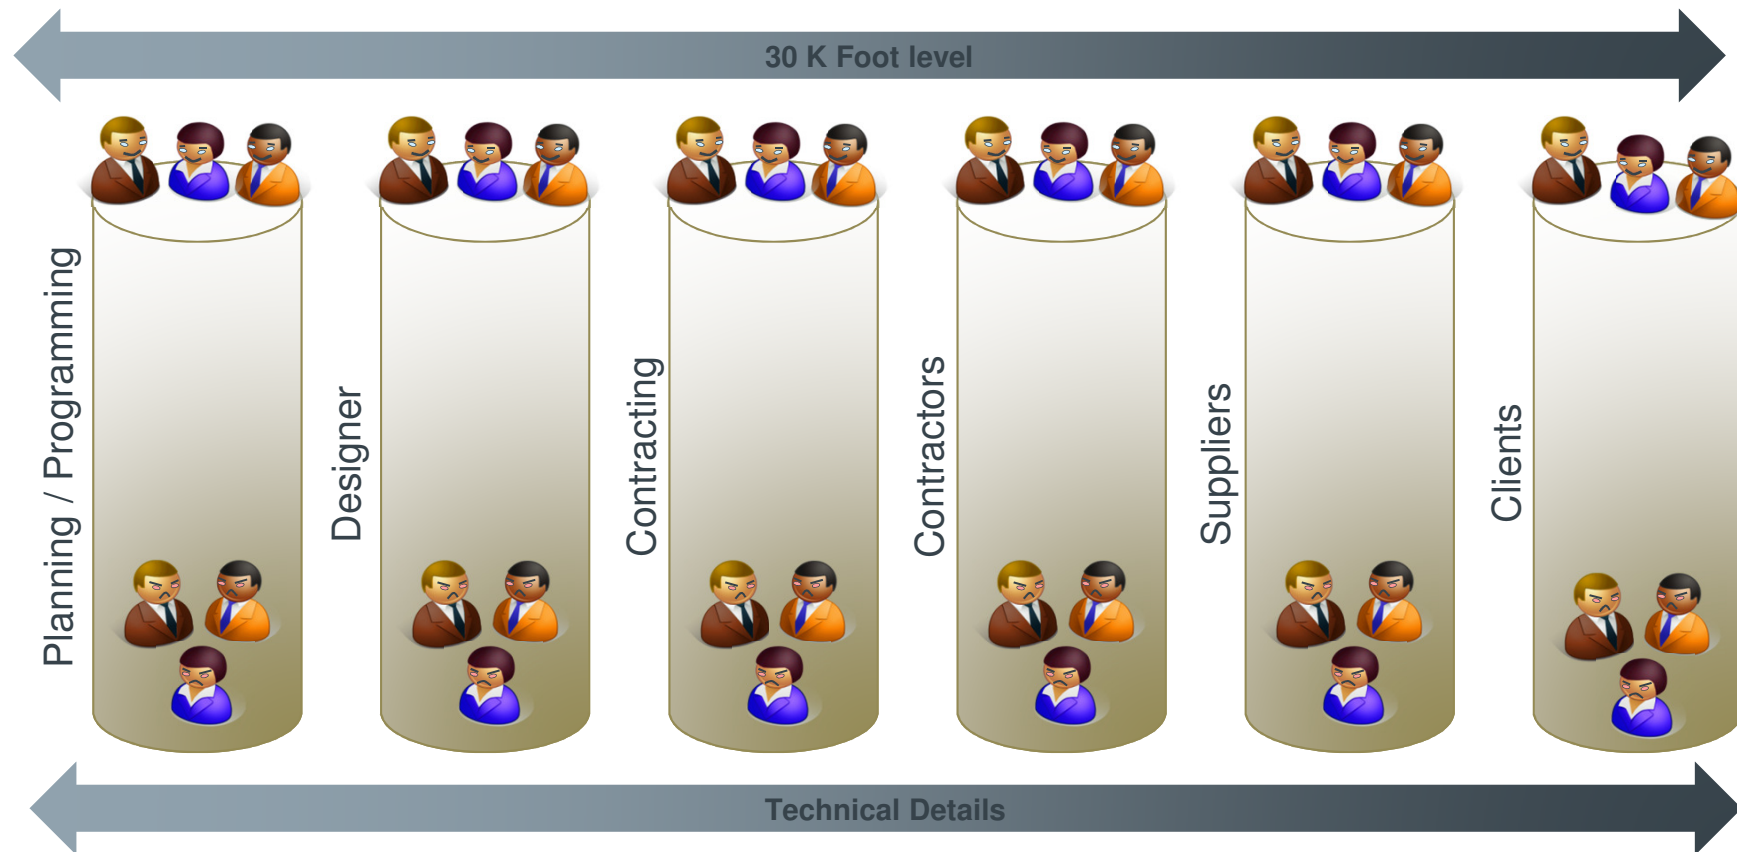 30 K Foot level
Planning / Programming
Designer
Contracting
Contractors
Suppliers
Clients
Technical Details